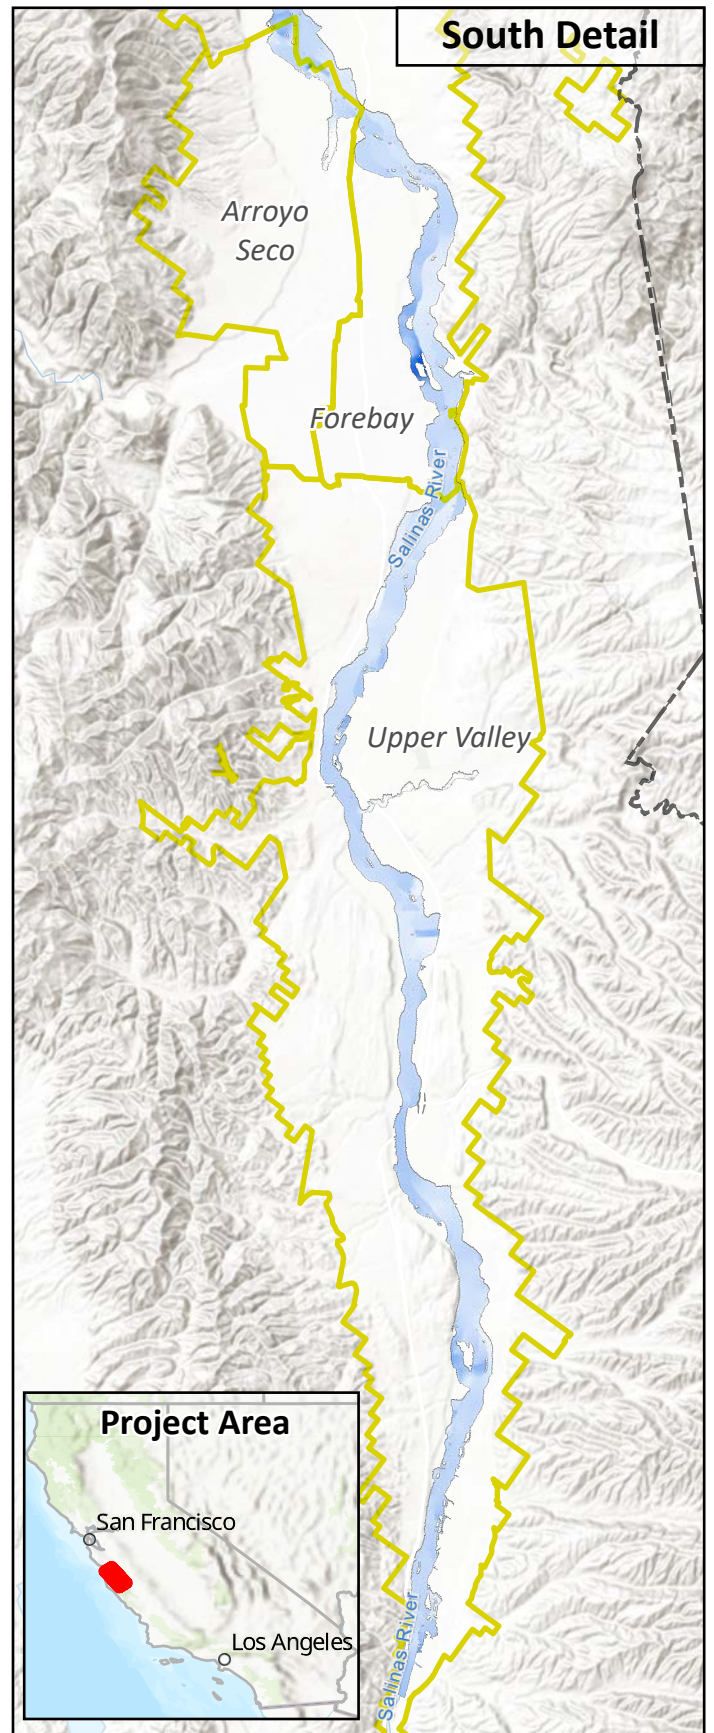 South Detail
Arroyo
Seco
Forebay
Salinas River
Upper Valley
Project Area
San Francisco
Los Angeles
Salinas River